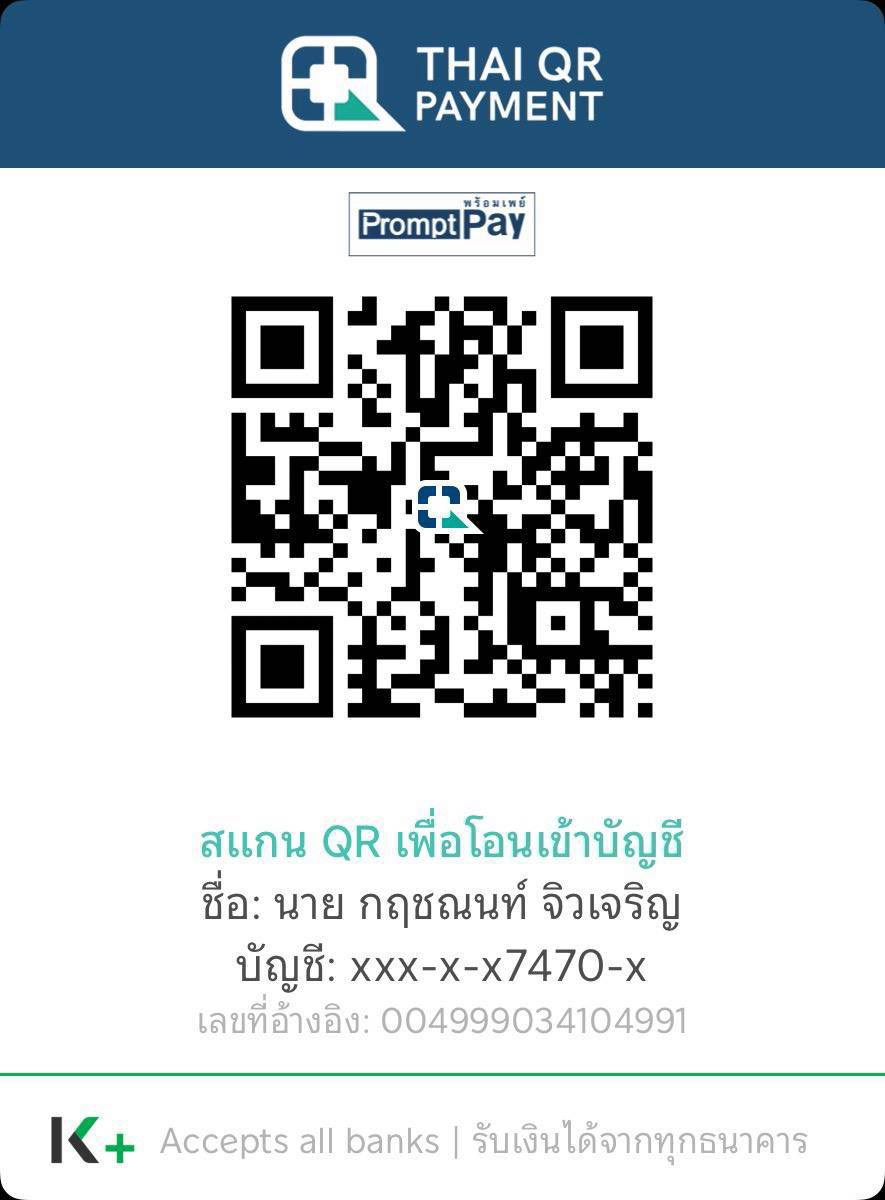 THAI QR
PAYMENT
พร้อมเพย์
PromptPay
สแกน QR เพื่อโอนเข้าบัญชี
ชื่อ: นาย กฤชณนท์ จิวเจริญ
บัญชี: xxx-x-x7470-x
เลขที่อ้างอิง: 004999034104991
K+ Accepts all banks | รับเงินได้จากทุกธนาคาร